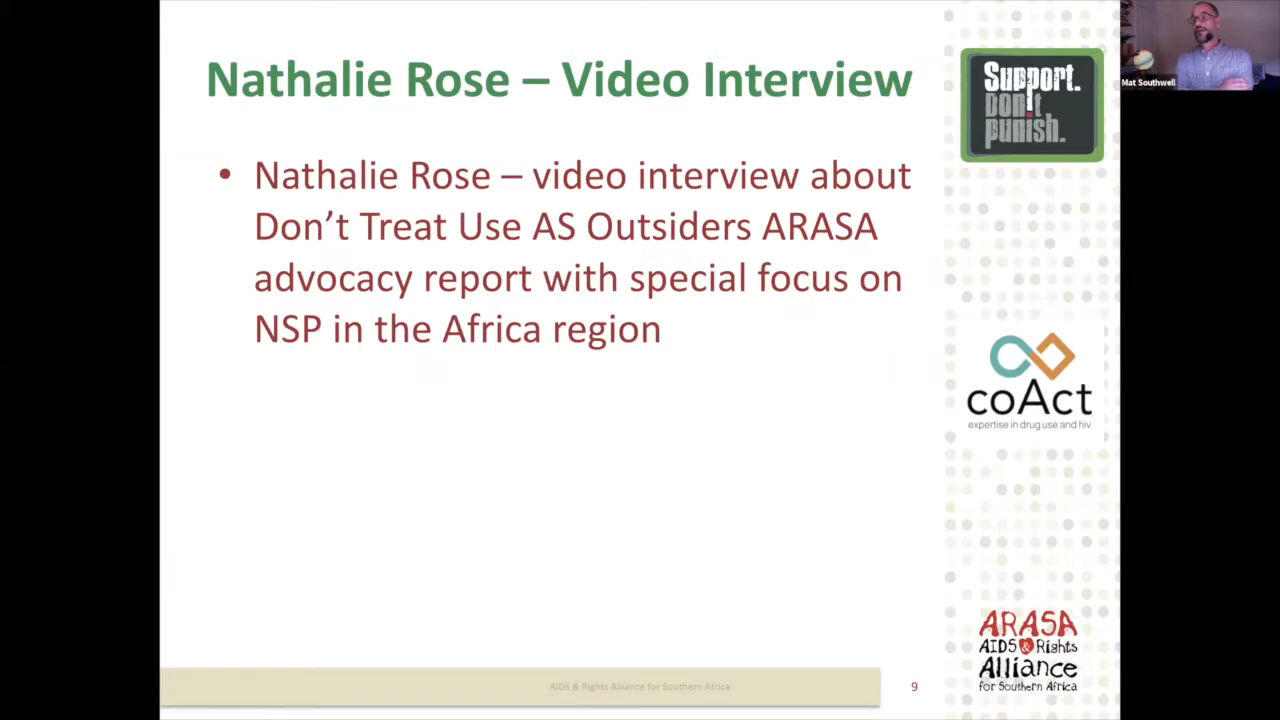 Nathalie Rose – Video Interview
• Nathalie Rose – video interview about
Don’t Treat Use AS Outsiders ARASA
advocacy report with special focus on
NSP in the Africa region
Support.
DON'T
punish.
Mat Southwell
coAct
expertise in drug use and hiv
ARASA
AIDS & Rights
Alliance
for Southern Africa
AIDS & Rights Alliance for Southern Africa
9